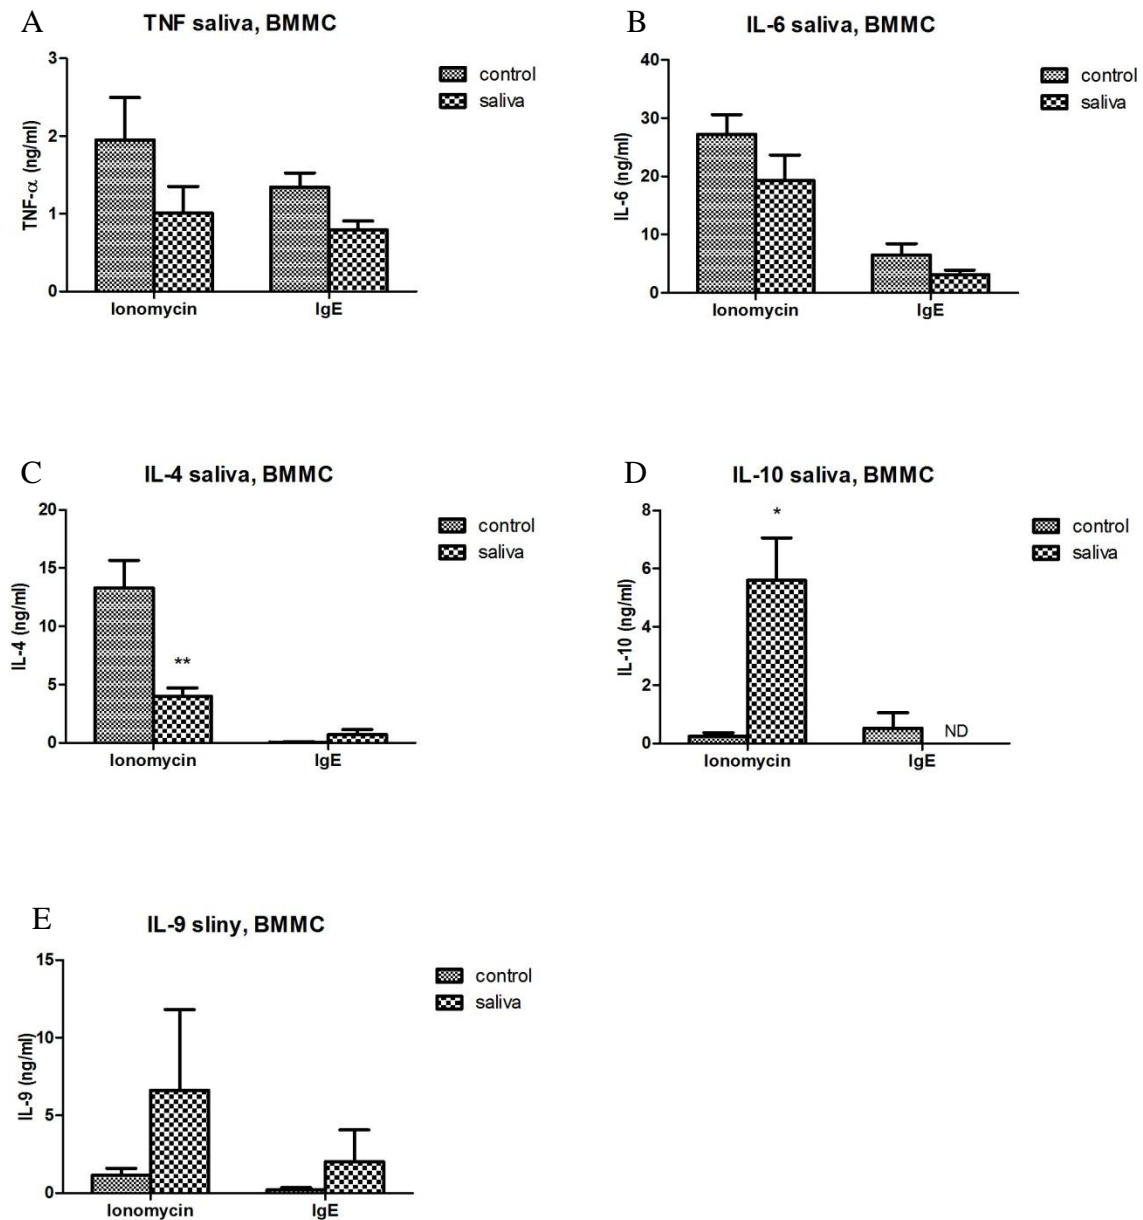 A
TNF saliva, BMMC
3
2
1
0
TNF-α (ng/ml)
Ionomycin
IgE
control
saliva
B
IL-6 saliva, BMMC
40
30
20
10
0
IL-6 (ng/ml)
Ionomycin
IgE
control
saliva
C
IL-4 saliva, BMMC
20
15
10
5
0
IL-4 (ng/ml)
**
Ionomycin
IgE
control
saliva
D
IL-10 saliva, BMMC
8
6
4
2
0
IL-10 (ng/ml)
*
ND
Ionomycin
IgE
control
saliva
E
IL-9 sliny, BMMC
15
10
5
0
IL-9 (ng/ml)
Ionomycin
IgE
control
saliva